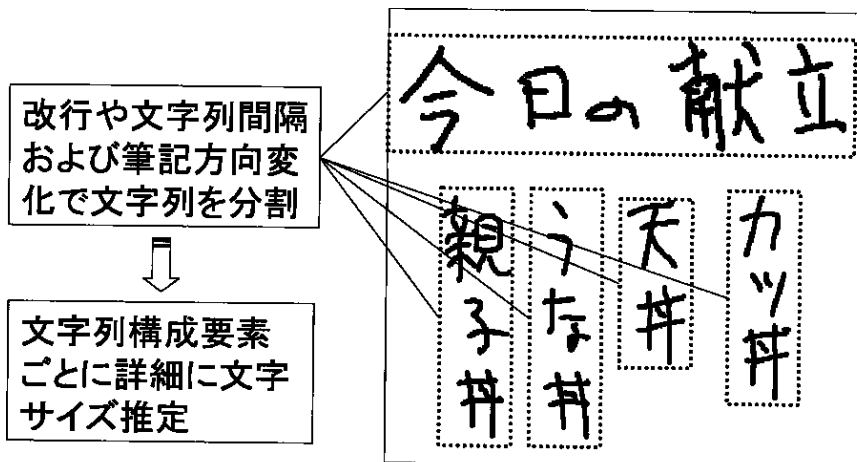 改行や文字列間隔
および筆記方向変
化で文字列を分割
文字列構成要素
ごとに詳細に文字
サイズ推定
今日の献立
カツ丼
天丼
うな丼
親子丼